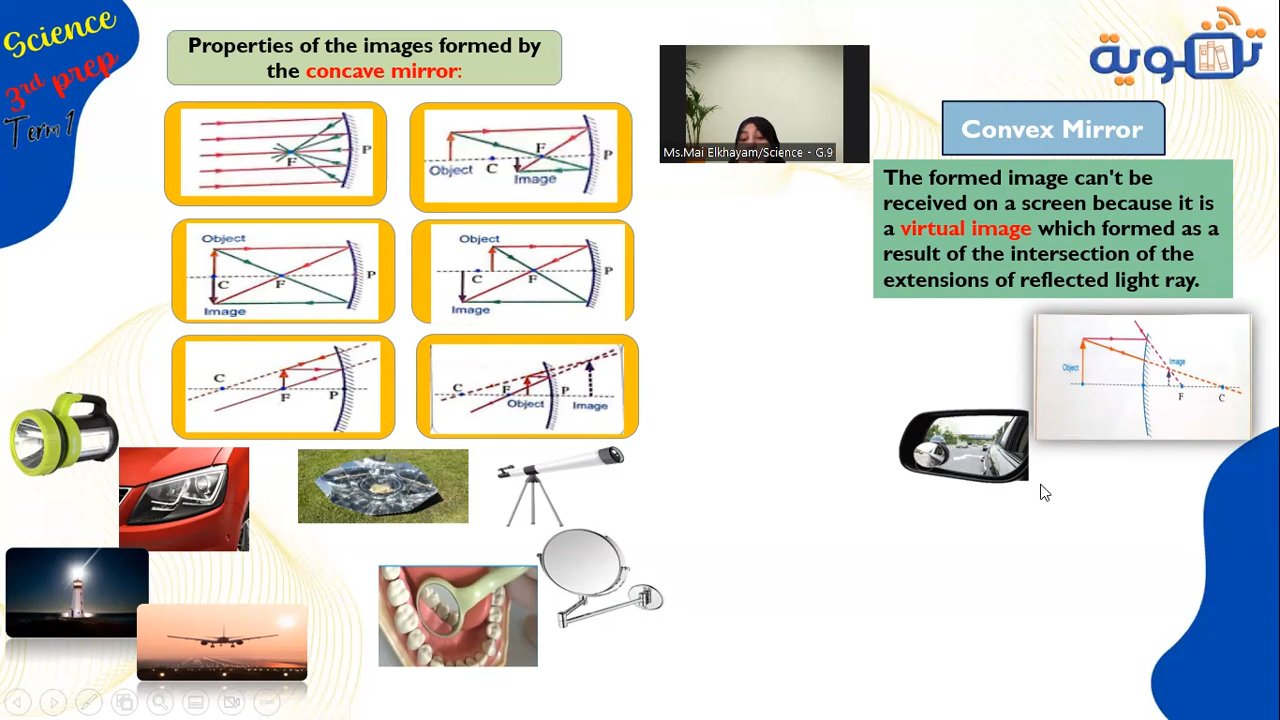 Science
3rd prep
Term 1
Properties of the images formed by
the concave mirror:
F
P
Object
C
F
P
Image
Object
C
F
P
Image
Object
C
F
P
Image
C
F
P
C
F
P
Object
Image
Ms.Mai Elkhayam/Science - G.9
تقوية
Convex Mirror
The formed image can't be
received on a screen because it is
a virtual image which formed as a
result of the intersection of the
extensions of reflected light ray.
Object
Image
F
C